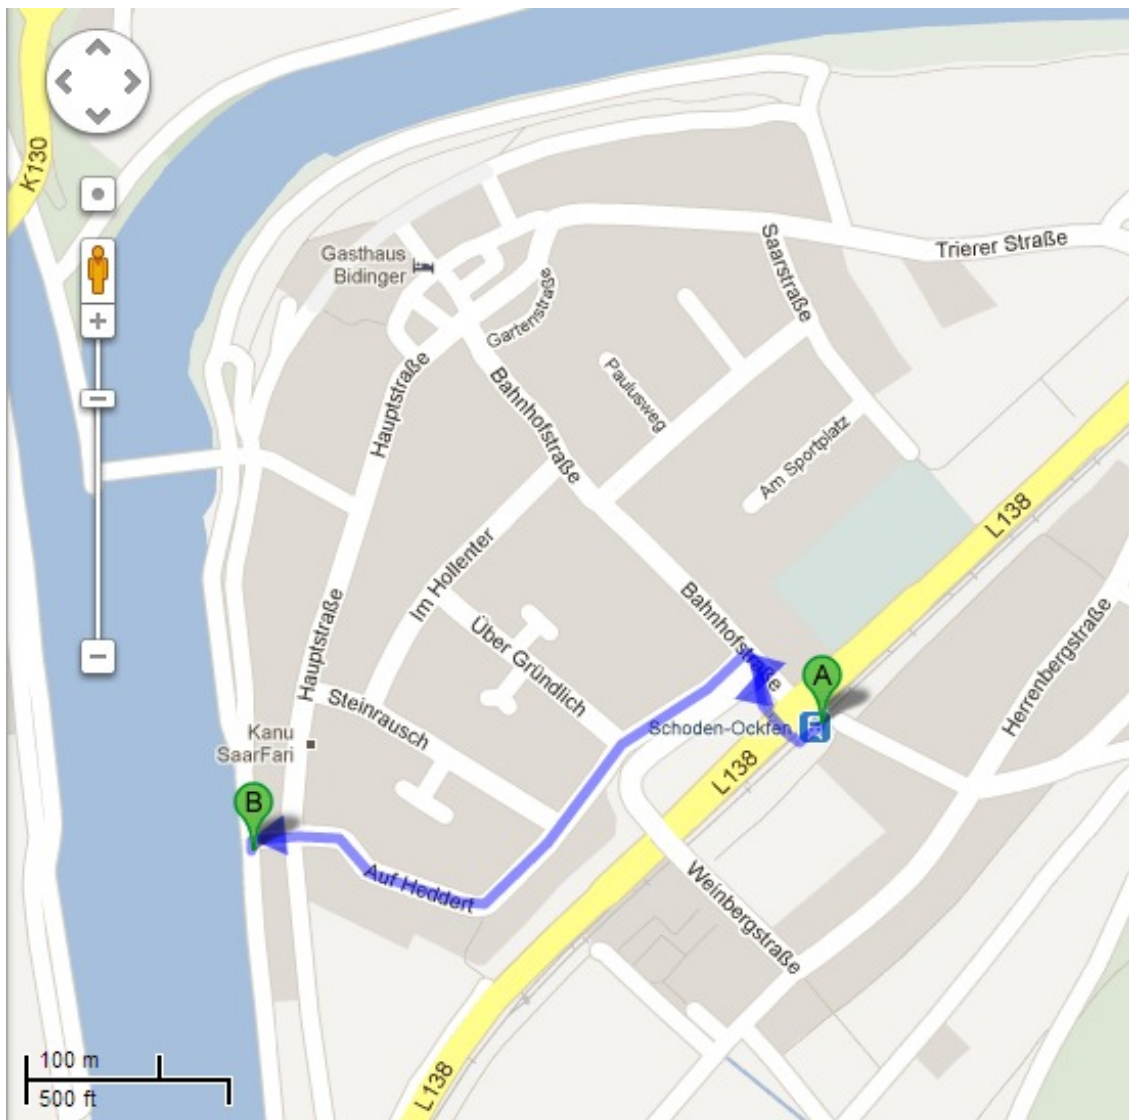 K130
Gasthaus
Bidinger
Gartenstraße
Saarstraße
Trierer Straße
Hauptstraße
Bahnhofstraße
Paulusweg
Am Sportplatz
L138
Im Hollenter
Über Gründlich
Bahnhofstraße
Herrenbergstraße
Hauptstraße
Steinrausch
Kanu
SaarFari
A
Schoden-Ockfen
L138
B
Auf Heddert
Weinbergstraße
100 m
500 ft
L138